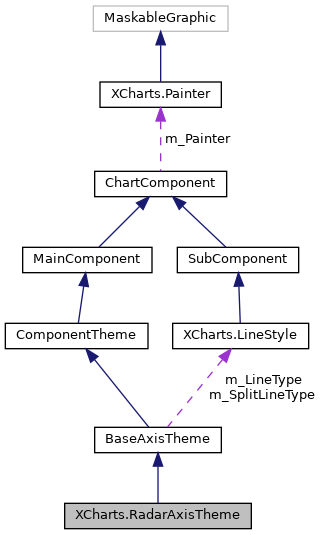 MaskableGraphic
XCharts.Painter
m_Painter
ChartComponent
MainComponent
SubComponent
ComponentTheme
XCharts.LineStyle
m_LineType
m_SplitLineType
BaseAxisTheme
XCharts.RadarAxisTheme